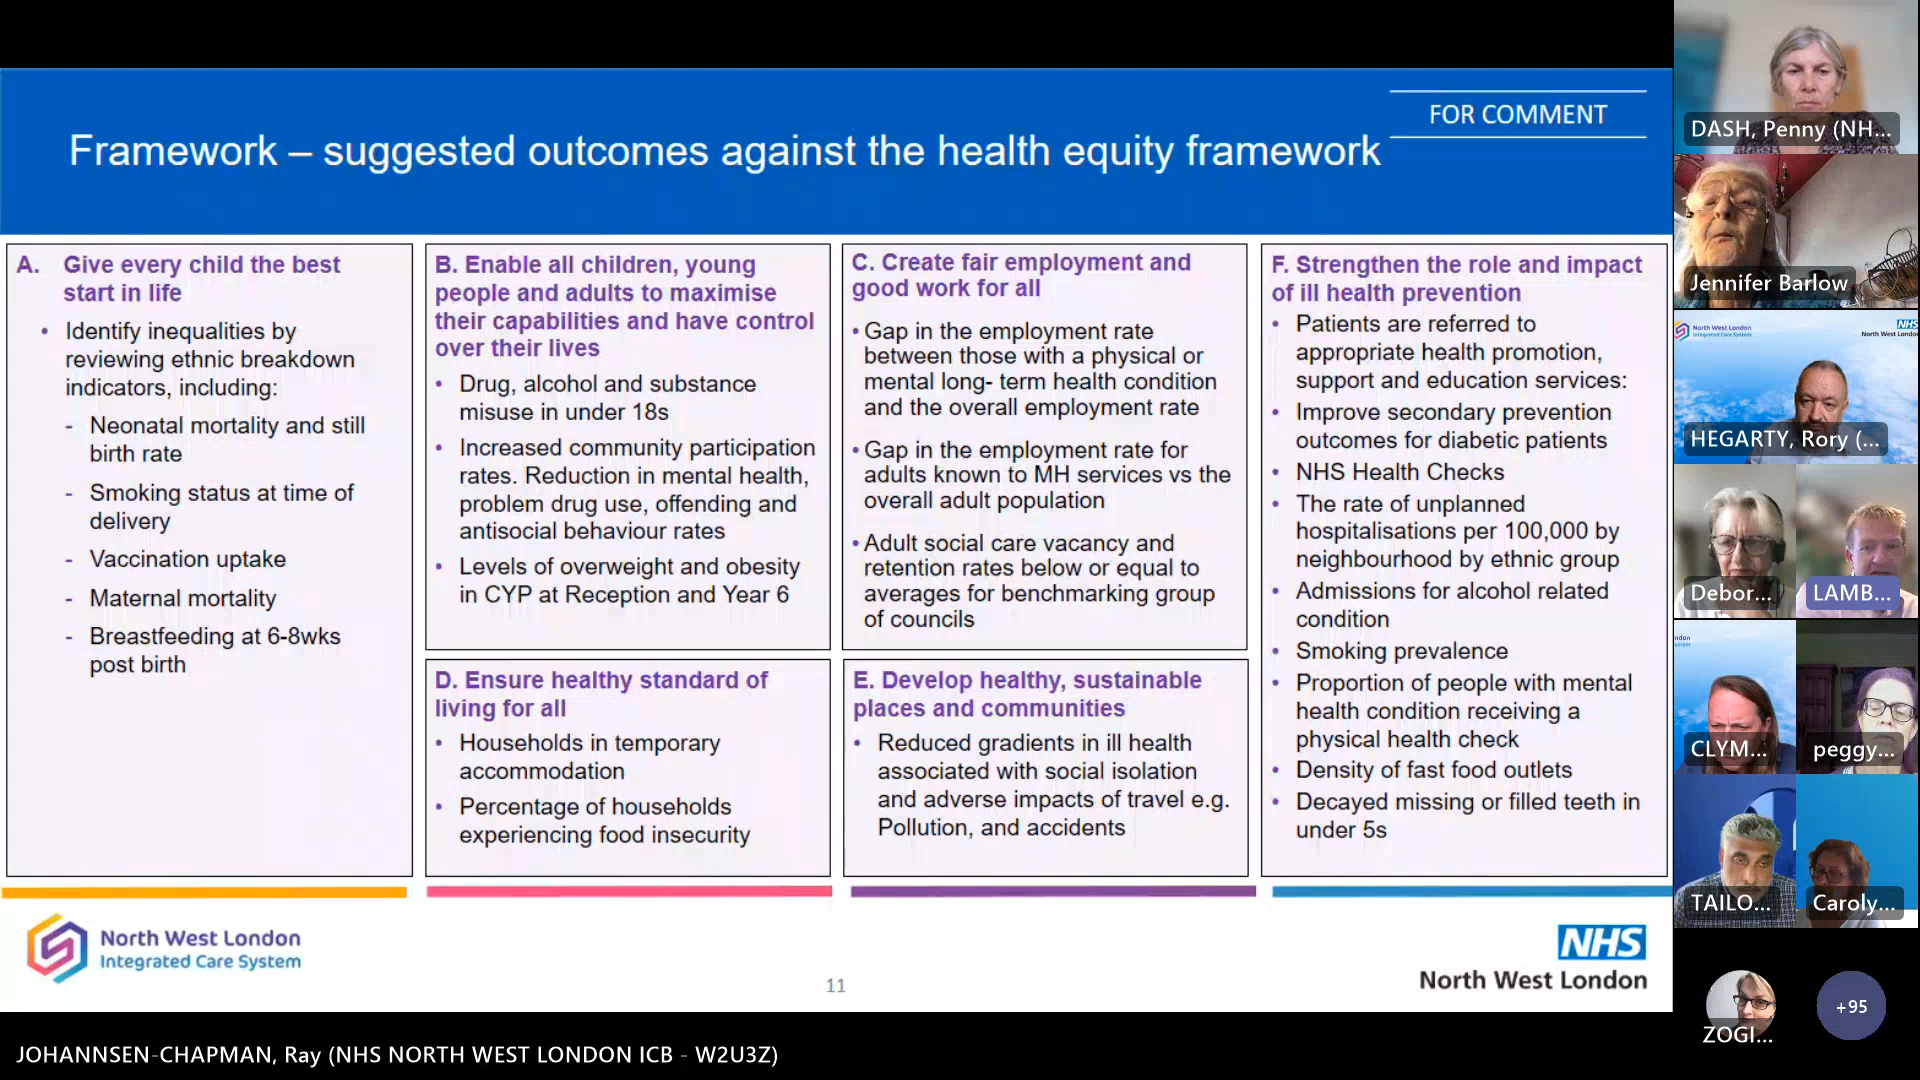 FOR COMMENT
Framework – suggested outcomes against the health equity framework
A. Give every child the best
start in life
• Identify inequalities by
reviewing ethnic breakdown
indicators, including:
- Neonatal mortality and still
birth rate
- Smoking status at time of
delivery
- Vaccination uptake
- Maternal mortality
- Breastfeeding at 6-8wks
post birth
B. Enable all children, young
people and adults to maximise
their capabilities and have control
over their lives
• Drug, alcohol and substance
misuse in under 18s
• Increased community participation
rates. Reduction in mental health,
problem drug use, offending and
antisocial behaviour rates
• Levels of overweight and obesity
in CYP at Reception and Year 6
C. Create fair employment and
good work for all
• Gap in the employment rate
between those with a physical or
mental long- term health condition
and the overall employment rate
• Gap in the employment rate for
adults known to MH services vs the
overall adult population
• Adult social care vacancy and
retention rates below or equal to
averages for benchmarking group
of councils
D. Ensure healthy standard of
living for all
• Households in temporary
accommodation
• Percentage of households
experiencing food insecurity
E. Develop healthy, sustainable
places and communities
• Reduced gradients in ill health
associated with social isolation
and adverse impacts of travel e.g.
Pollution, and accidents
F. Strengthen the role and impact
of ill health prevention
• Patients are referred to
appropriate health promotion,
support and education services:
• Improve secondary prevention
outcomes for diabetic patients
• NHS Health Checks
• The rate of unplanned
hospitalisations per 100,000 by
neighbourhood by ethnic group
• Admissions for alcohol related
condition
• Smoking prevalence
• Proportion of people with mental
health condition receiving a
physical health check
• Density of fast food outlets
• Decayed missing or filled teeth in
under 5s
North West London
Integrated Care System
11
NHS
North West London
JOHANNSEN-CHAPMAN, Ray (NHS NORTH WEST LONDON ICB - W2U3Z)
DASH, Penny (NH...
Jennifer Barlow
North West London
Integrated Care System
NHS
North West London
HEGARTY, Rory (...
Debor...
LAMB...
CLYM...
peggy...
TAILO...
Caroly...
ZOGI...
+95